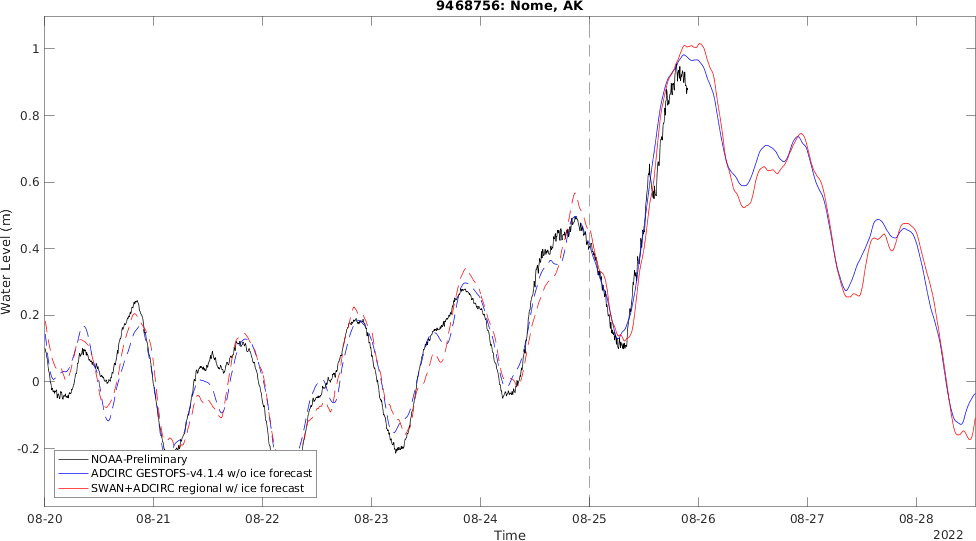 9468756: Nome, AK
1
0.8
0.6
0.4
0.2
0
-0.2
Water Level (m)
NOAA-Preliminary
ADCIRC GESTOFS-v4.1.4 w/o ice forecast
SWAN+ADCIRC regional w/ ice forecast
08-20 08-21 08-22 08-23 08-24 08-25 08-26 08-27 08-28
Time
2022